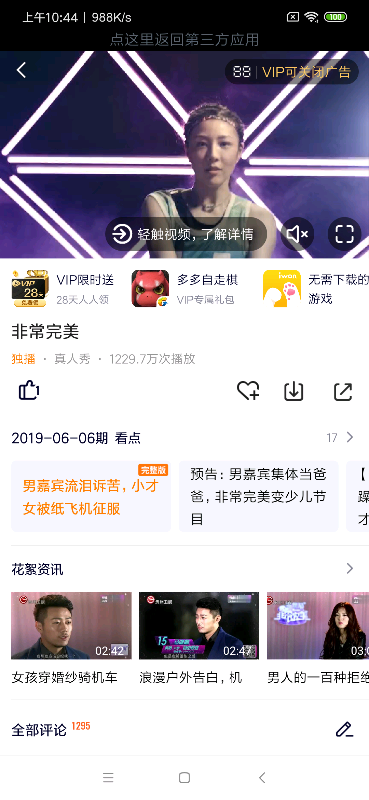 上午10:44 | 988K/s
100
点这里返回第三方应用
88 | VIP可关闭广告
轻触视频，了解详情
VIP限时送
28天人人领
多多自走棋
VIP专属礼包
无需下载的
游戏
非常完美
独播 · 真人秀 · 1229.7万次播放
1
2019-06-06期 看点
17
完整版
男嘉宾流泪诉苦，小才
女被纸飞机征服
预告：男嘉宾集体当爸
爸，非常完美变少儿节
目
【
躁
求
花絮资讯
02:42
02:47
03:0
女孩穿婚纱骑机车
浪漫户外告白，机
男人的一百种拒绝
全部评论 1295